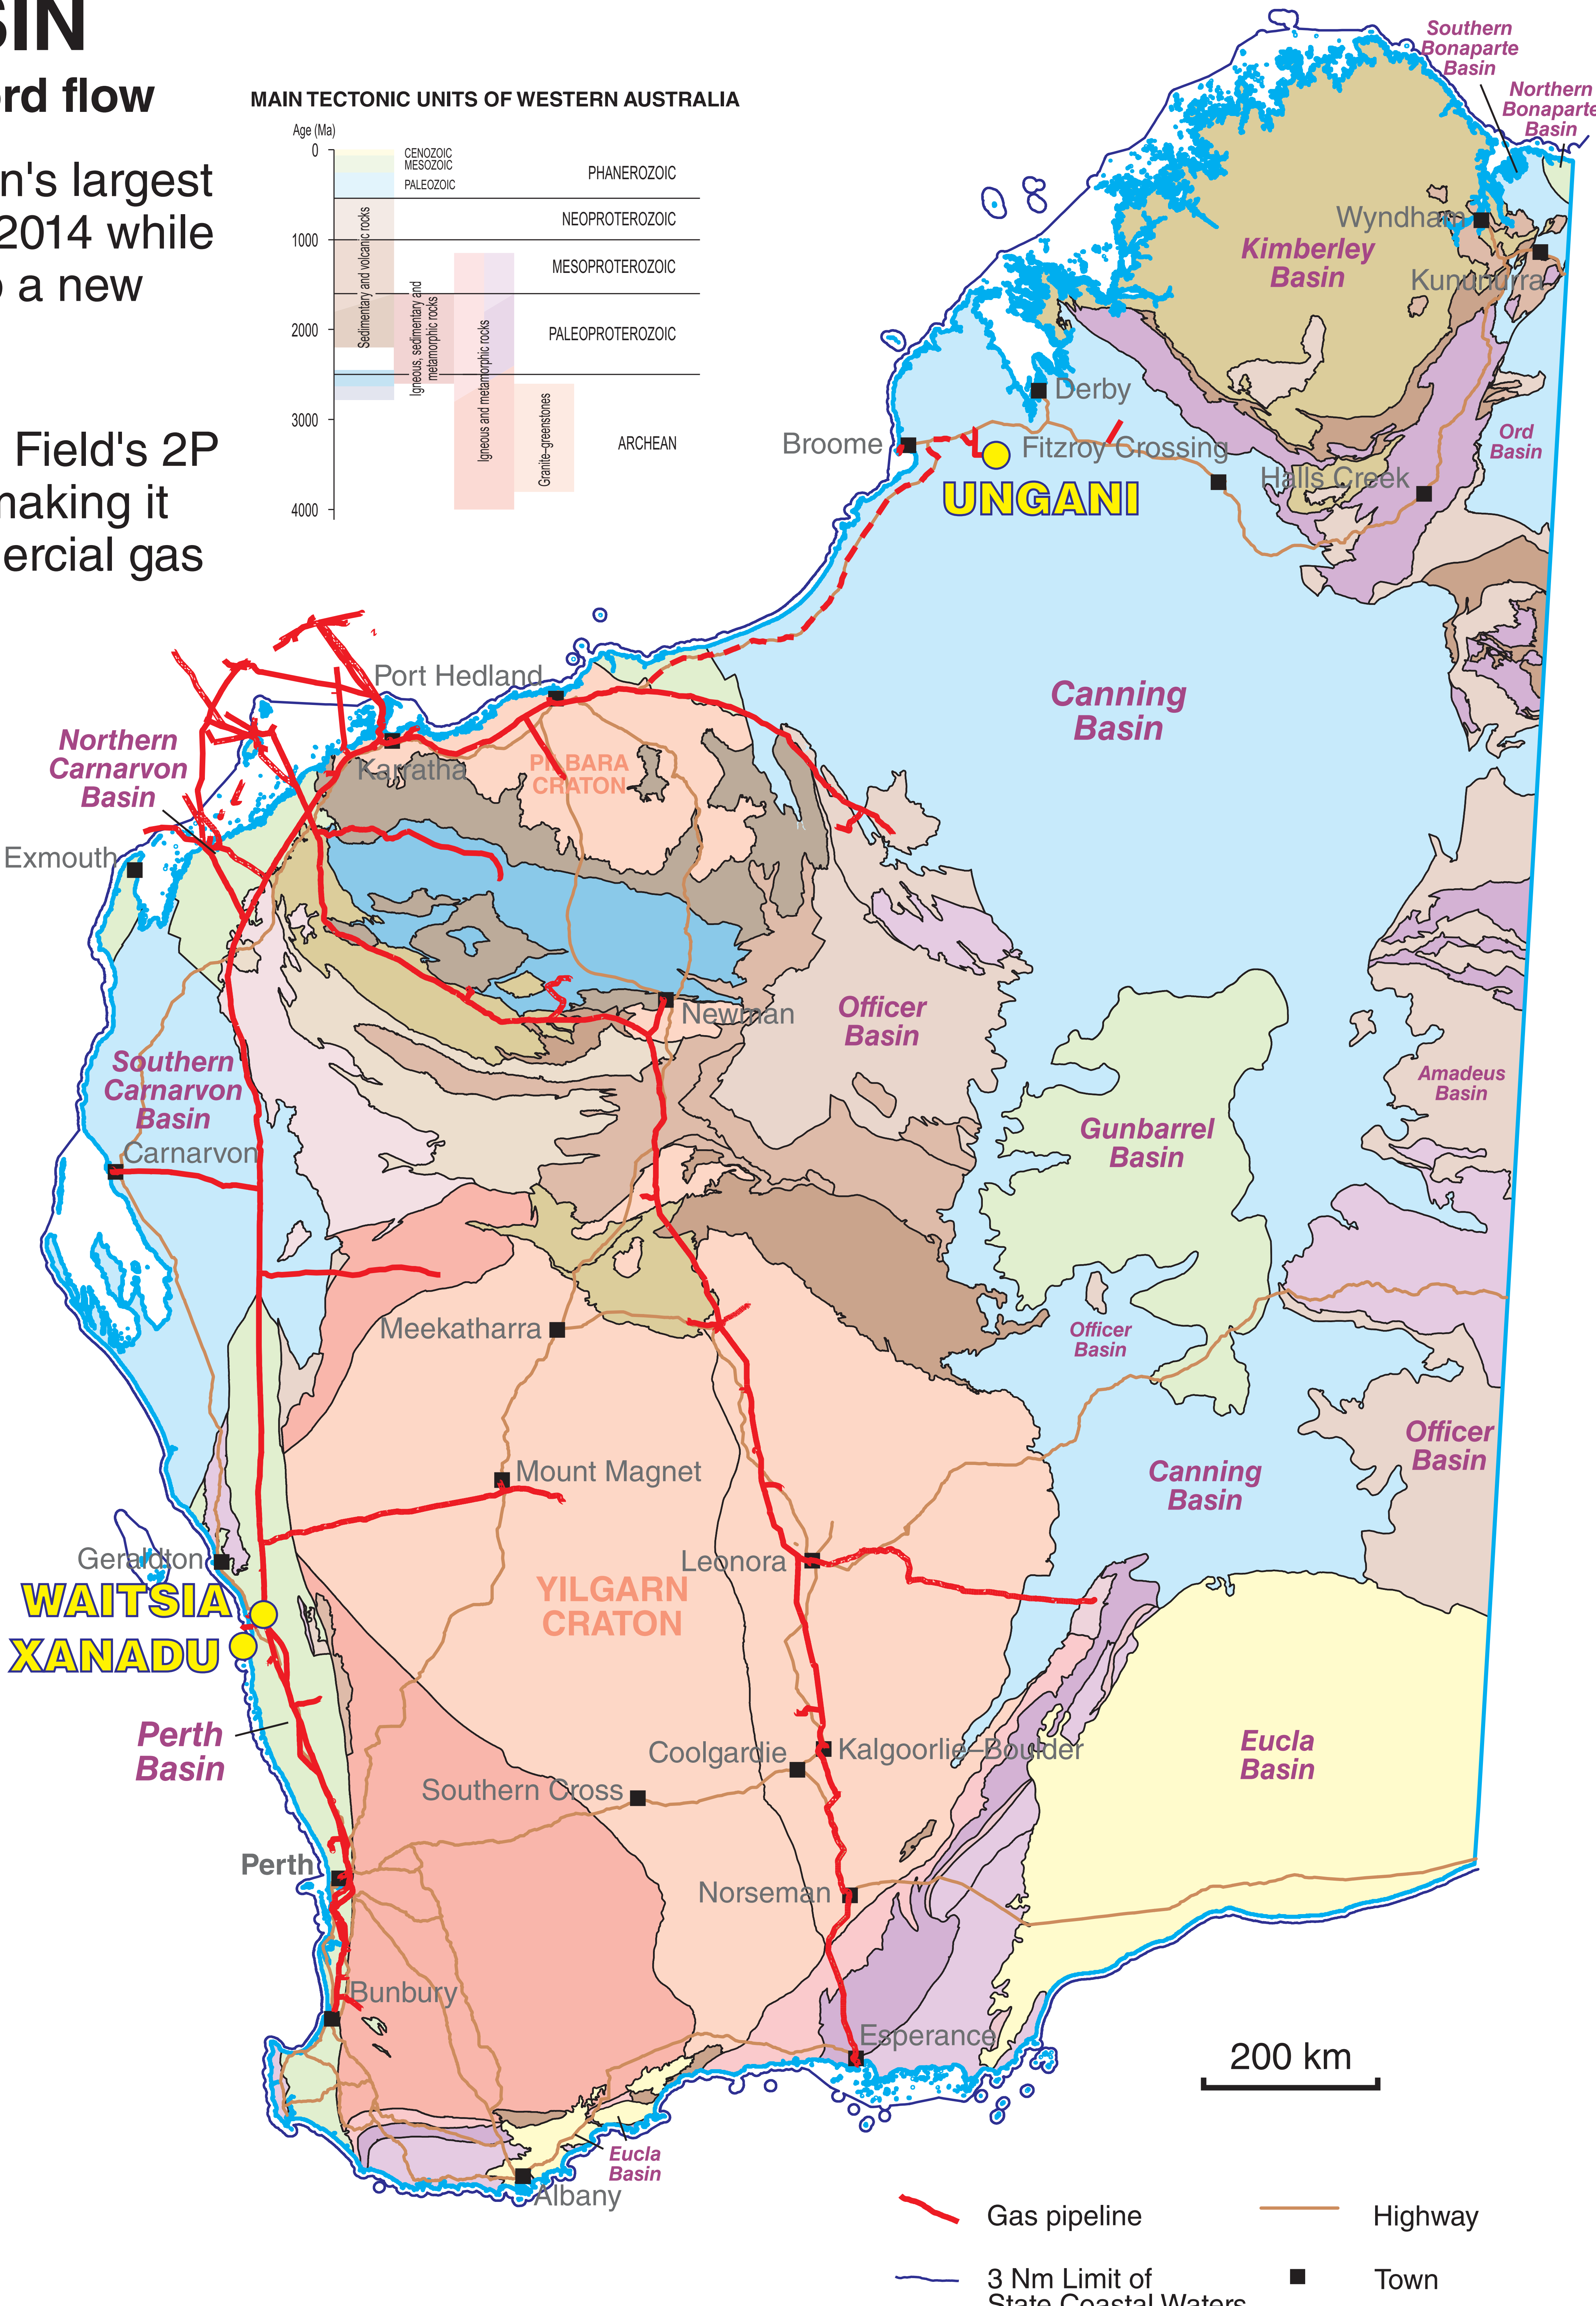 SIN
rd flow
n's largest
2014 while
a new
Field's 2P
making it
ercial gas
MAIN TECTONIC UNITS OF WESTERN AUSTRALIA
Age (Ma)
0
1000
2000
3000
4000
CENOZOIC
MESOZOIC
PALEOZOIC
PHANEROZOIC
NEOPROTEROZOIC
MESOPROTEROZOIC
PALEOPROTEROZOIC
ARCHEAN
Sedimentary and volcanic rocks
Igneous, sedimentary and
metamorphic rocks
Igneous and metamorphic rocks
Granite–greenstones
Southern
Bonaparte
Basin
Northern
Bonaparte
Basin
Wyndham
Kimberley
Basin
Kununurra
Derby
Broome
Fitzroy Crossing
UNGANI
Halls Creek
Ord
Basin
Port Hedland
Canning
Basin
Northern
Carnarvon
Basin
Karratha
PILBARA
CRATON
Exmouth
Newman
Officer
Basin
Southern
Carnarvon
Basin
Amadeus
Basin
Gunbarrel
Basin
Carnarvon
Meekatharra
Officer
Basin
Officer
Basin
Mount Magnet
Canning
Basin
Geraldton
Leonora
WAITSIA
YILGARN
CRATON
XANADU
Perth
Basin
Coolgardie
Kalgoorlie–Boulder
Eucla
Basin
Southern Cross
Perth
Norseman
Bunbury
Esperance
200 km
Eucla
Basin
Albany
Gas pipeline
Highway
3 Nm Limit of
State Coastal Waters
Town